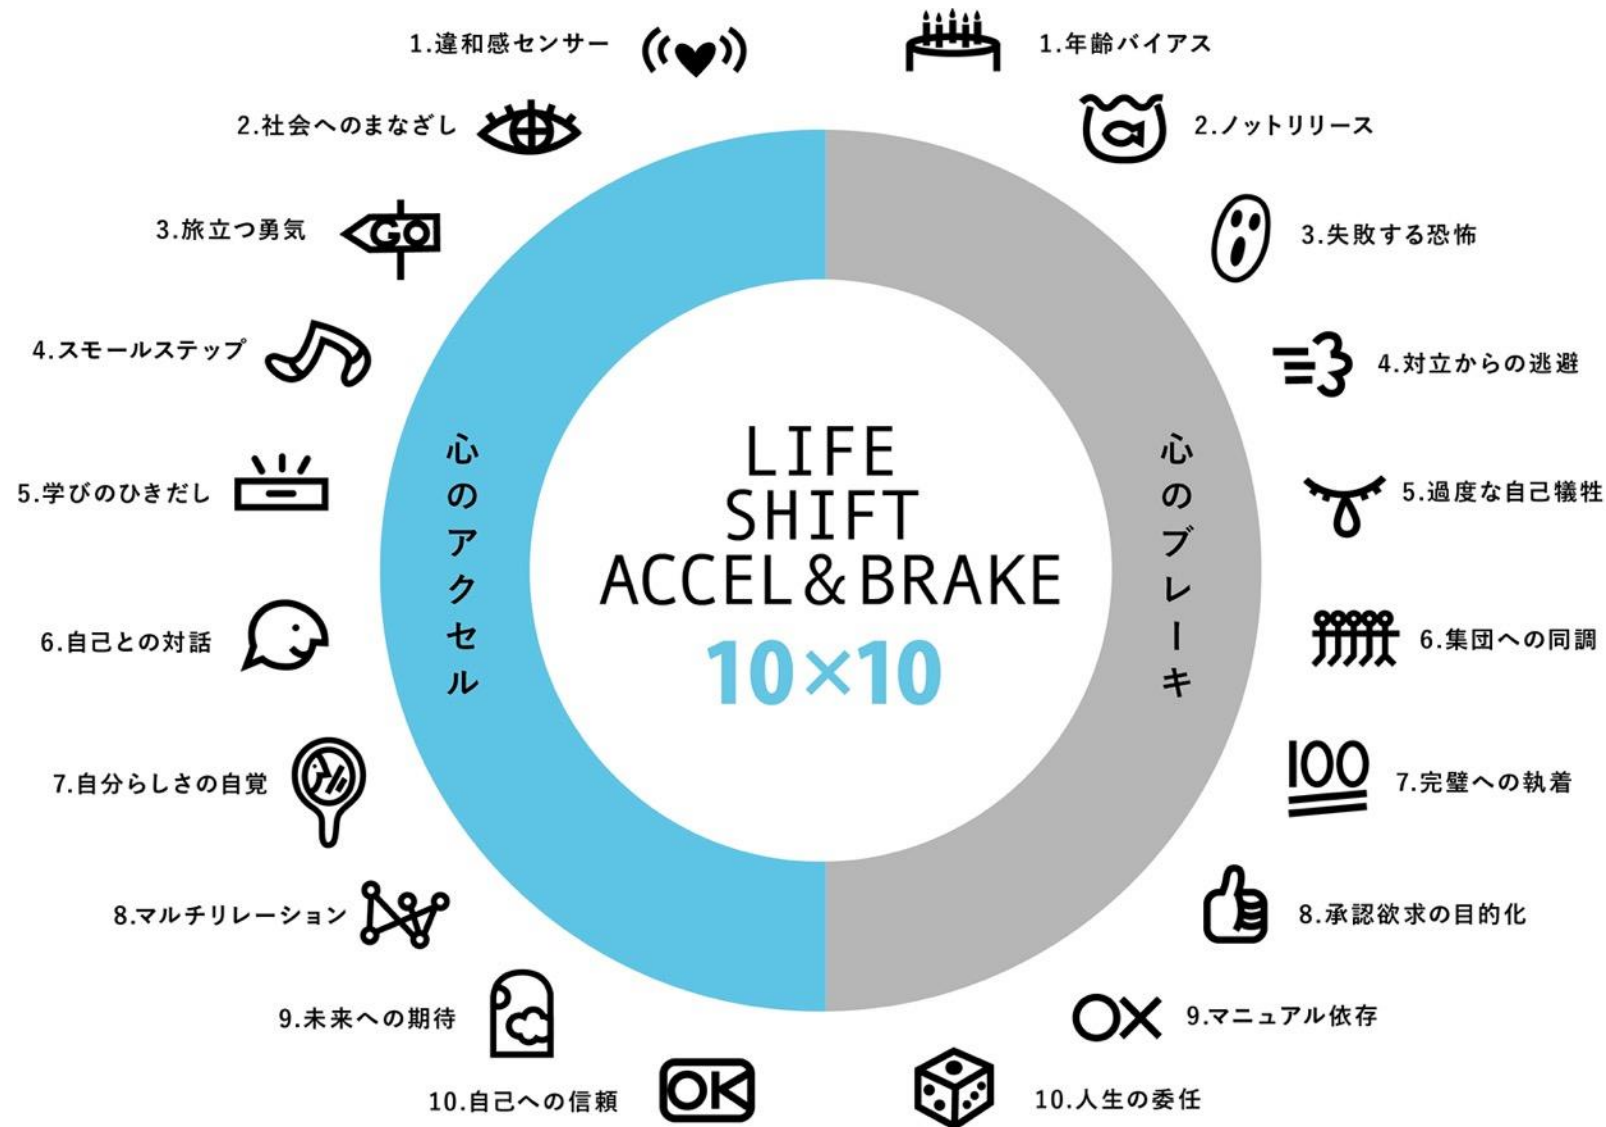 1.違和感センサー
2.社会へのまなざし
3.旅立つ勇気
GO
4.スモールステップ
5.学びのひきだし
6.自己との対話
7.自分らしさの自覚
8.マルチリレーション
9.未来への期待
10.自己への信頼
OK
心のアクセル
LIFE
SHIFT
ACCEL&BRAKE
10×10
心のブレーキ
1.年齢バイアス
2.ノットリリース
3.失敗する恐怖
4.対立からの逃避
5.過度な自己犠牲
6.集団への同調
7.完璧への執着
100
8.承認欲求の目的化
9.マニュアル依存
○×
10.人生の委任